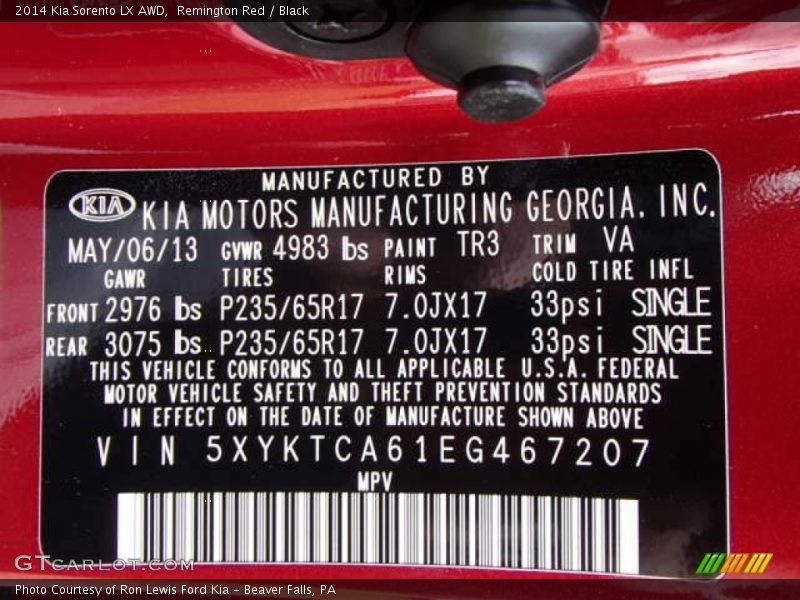 2014 Kia Sorento LX AWD,  Remington Red / Black
MANUFACTURED BY
KIA KIA MOTORS MANUFACTURING GEORGIA. INC.
MAY/06/13 GVWR 4983 lbs PAINT TR3 TRIM VA
GAWR TIRES RIMS COLD TIRE INFL
FRONT 2976 lbs P235/65R17 7.0JX17 33psi SINGLE
REAR 3075 lbs P235/65R17 7.0JX17 33psi SINGLE
THIS VEHICLE CONFORMS TO ALL APPLICABLE U.S.A. FEDERAL
MOTOR VEHICLE SAFETY AND THEFT PREVENTION STANDARDS
IN EFFECT ON THE DATE OF MANUFACTURE SHOWN ABOVE
VIN 5XYKTCA61EG467207
MPV
GTCARLOT.COM
Photo Courtesy of Ron Lewis Ford Kia - Beaver Falls, PA